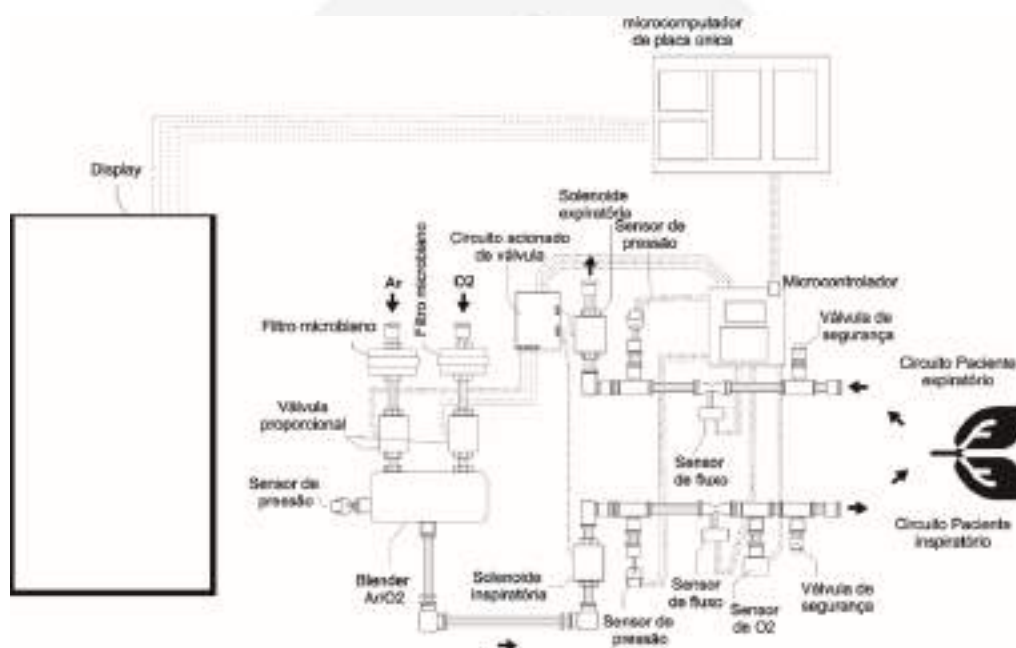 microcomputador
de placa única
Display
Solenoide
expiratória
Sensor de
pressão
Circuito acionado
de válvula
Microcontrolador
Ar
O2
Filtro microbiano
Filtro microbiano
Válvula de
segurança
Circuito Paciente
expiratório
Válvula
proporcional
Sensor
de fluxo
Sensor de
pressão
Circuito Paciente
inspiratório
Blender
Ar/O2
Solenoide
inspiratória
Sensor de
pressão
Sensor
de fluxo
Sensor
de O2
Válvula de
segurança